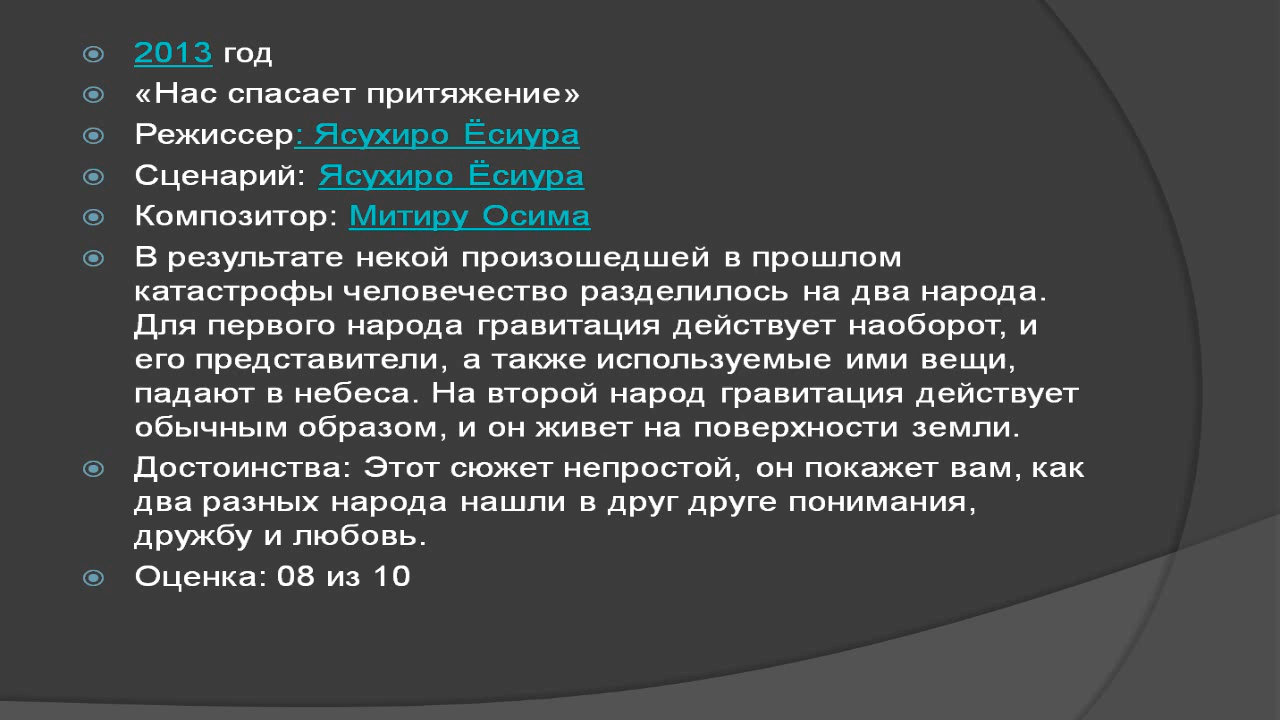 2013 год
«Нас спасает притяжение»
Режиссер: Ясухиро Ёсиура
Сценарий: Ясухиро Ёсиура
Композитор: Митиру Осима
В результате некой произошедшей в прошлом
катастрофы человечество разделилось на два народа.
Для первого народа гравитация действует наоборот, и
его представители, а также используемые ими вещи,
падают в небеса. На второй народ гравитация действует
обычным образом, и он живет на поверхности земли.
Достоинства: Этот сюжет непростой, он покажет вам, как
два разных народа нашли в друг друге понимания,
дружбу и любовь.
Оценка: 08 из 10